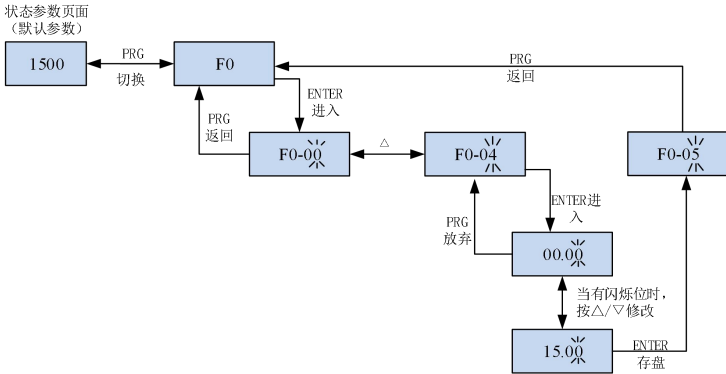 状态参数页面
（默认参数）
1500
PRG
切换
F0
PRG
返回
ENTER
进入
PRG
返回
F0-00
△
F0-04
F0-05
ENTER进
入
PRG
放弃
00.00
当有闪烁位时，
按△/▽修改
15.00
ENTER
存盘